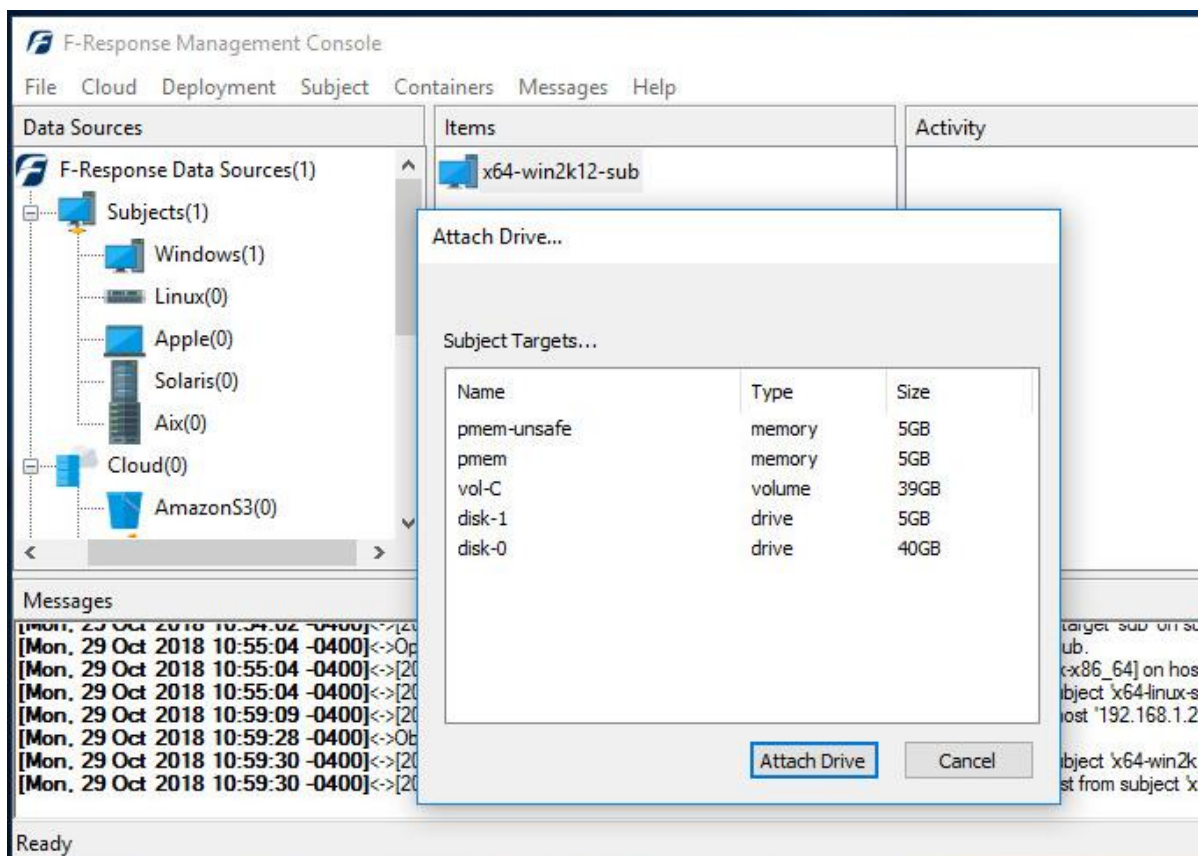 F-Response Management Console
File Cloud Deployment Subject Containers Messages Help
Data Sources
Items
Activity
F-Response Data Sources(1)
Subjects(1)
Windows(1)
Linux(0)
Apple(0)
Solaris(0)
Aix(0)
Cloud(0)
AmazonS3(0)
x64-win2k12-sub
Attach Drive...
Subject Targets...
Name Type Size
pmem-unsafe memory 5GB
pmem memory 5GB
vol-C volume 39GB
disk-1 drive 5GB
disk-0 drive 40GB
Attach Drive Cancel
Messages
[Mon, 29 Oct 2018 10:55:04 -0400]<->Op ub.
[Mon, 29 Oct 2018 10:55:04 -0400]<->[20 x-x86_64] on hos
[Mon, 29 Oct 2018 10:55:04 -0400]<->[20 bject 'x64-linux-s
[Mon, 29 Oct 2018 10:59:09 -0400]<->[20 ost "192.168.1.2
[Mon, 29 Oct 2018 10:59:28 -0400]<->Ob
[Mon, 29 Oct 2018 10:59:30 -0400]<->[20 bject 'x64-win2k
[Mon, 29 Oct 2018 10:59:30 -0400]<->[20 st from subject 'x
Ready